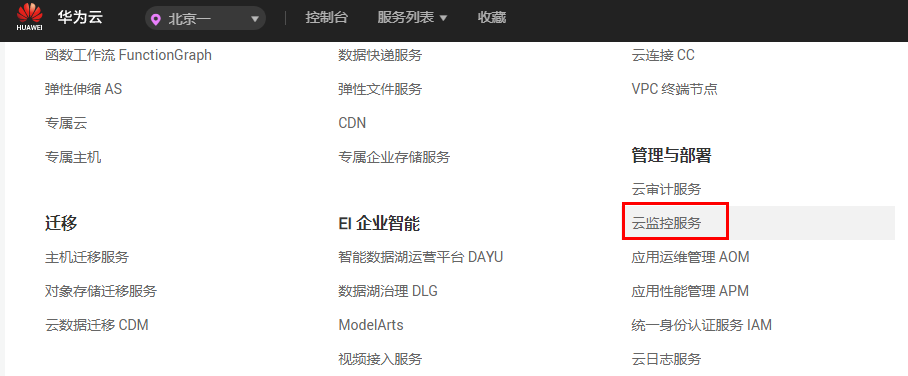 HUAWEI
华为云
北京一
控制台
服务列表
收藏
函数工作流 FunctionGraph
弹性伸缩 AS
专属云
专属主机
迁移
主机迁移服务
对象存储迁移服务
云数据迁移 CDM
数据快递服务
弹性文件服务
CDN
专属企业存储服务
EI 企业智能
智能数据湖运营平台 DAYU
数据湖治理 DLG
ModelArts
视频接入服务
云连接 CC
VPC 终端节点
管理与部署
云审计服务
云监控服务
应用运维管理 AOM
应用性能管理 APM
统一身份认证服务 IAM
云日志服务